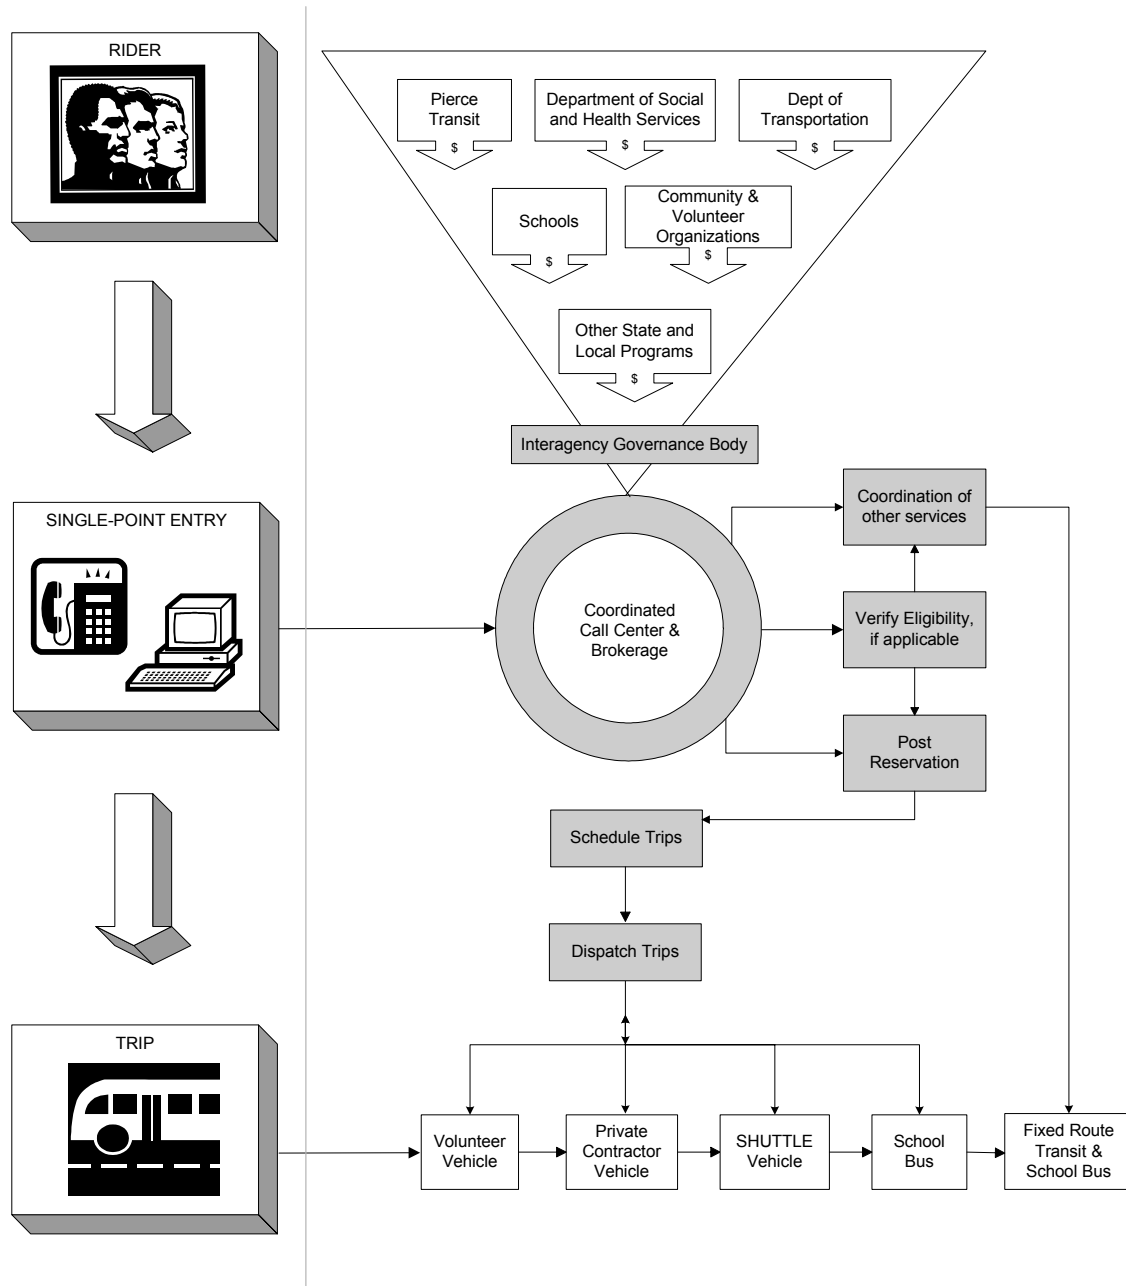 RIDER
Pierce
Transit
$
Department of Social
and Health Services
$
Dept of
Transportation
$
Schools
$
Community &
Volunteer
Organizations
$
Other State and
Local Programs
$
Interagency Governance Body
SINGLE-POINT ENTRY
Coordinated
Call Center &
Brokerage
Coordination of
other services
Verify Eligibility,
if applicable
Post
Reservation
Schedule Trips
Dispatch Trips
TRIP
Volunteer
Vehicle
Private
Contractor
Vehicle
SHUTTLE
Vehicle
School
Bus
Fixed Route
Transit &
School Bus